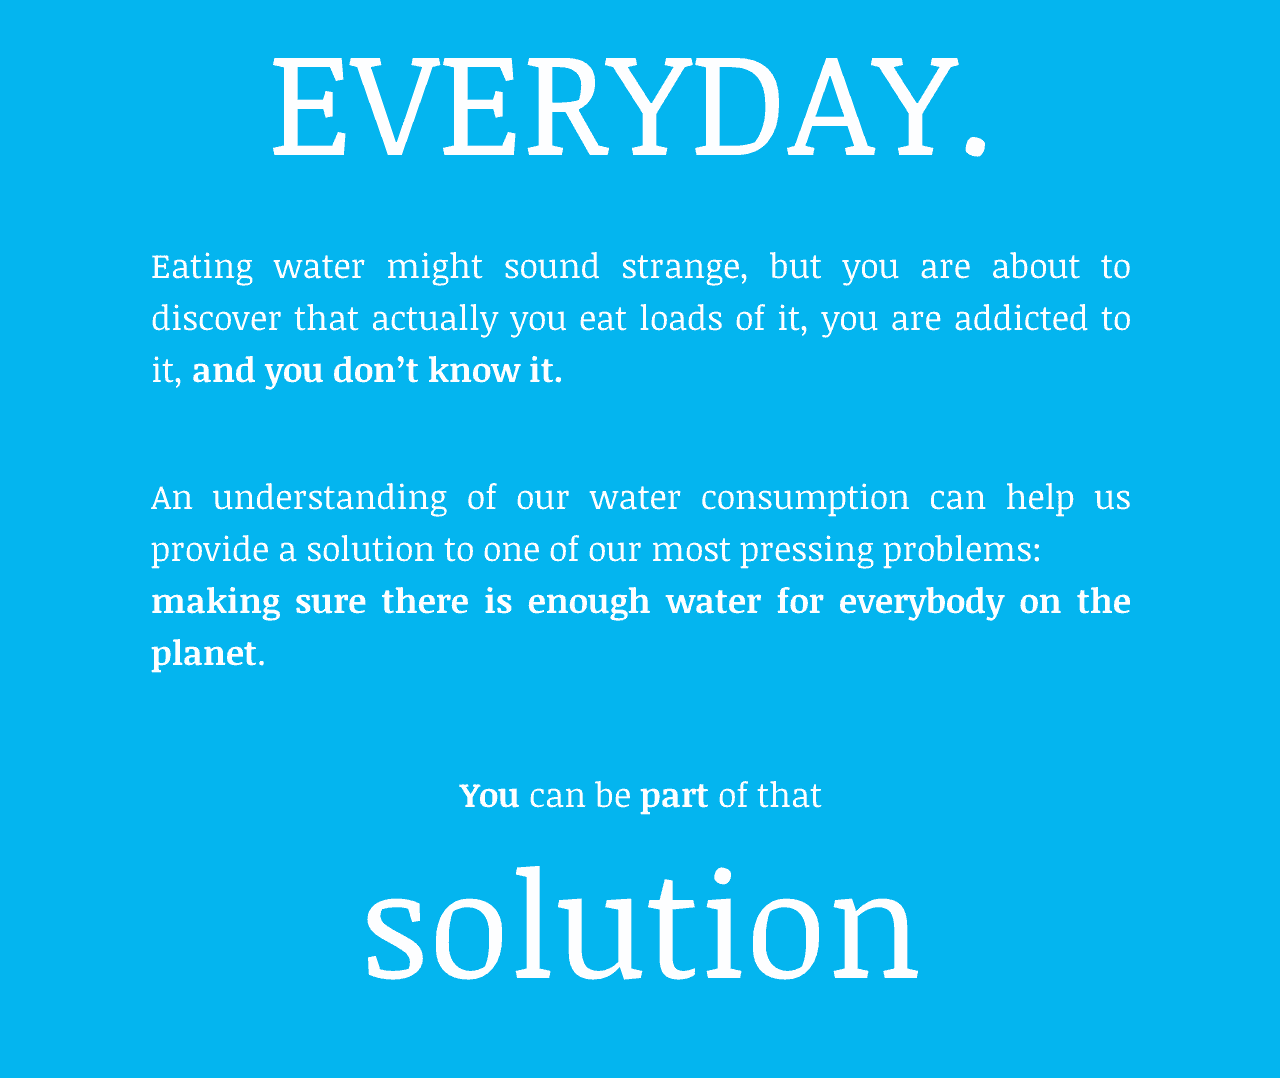 EVERYDAY.
Eating water might sound strange, but you are about to
discover that actually you eat loads of it, you are addicted to
it, and you don’t know it.
An understanding of our water consumption can help us
provide a solution to one of our most pressing problems:
making sure there is enough water for everybody on the
planet.
You can be part of that
solution